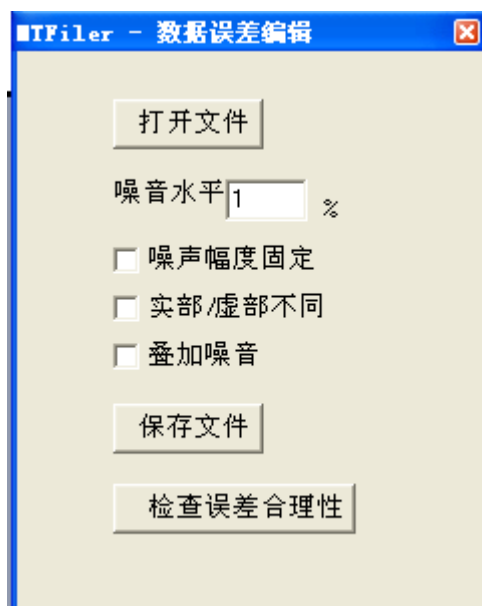 MTFiler - 数据误差编辑
打开文件
噪音水平 1 %
噪声幅度固定
实部/虚部不同
叠加噪音
保存文件
检查误差合理性